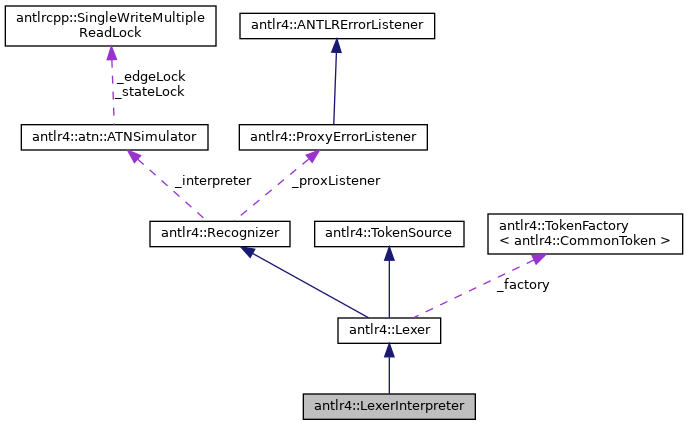 antlrcpp::SingleWriteMultiple
ReadLock
antlr4::ANTLRErrorListener
_edgeLock
_stateLock
antlr4::atn::ATNSimulator
antlr4::ProxyErrorListener
_interpreter
_proxListener
antlr4::Recognizer
antlr4::TokenSource
antlr4::TokenFactory
< antlr4::CommonToken >
_factory
antlr4::Lexer
antlr4::LexerInterpreter